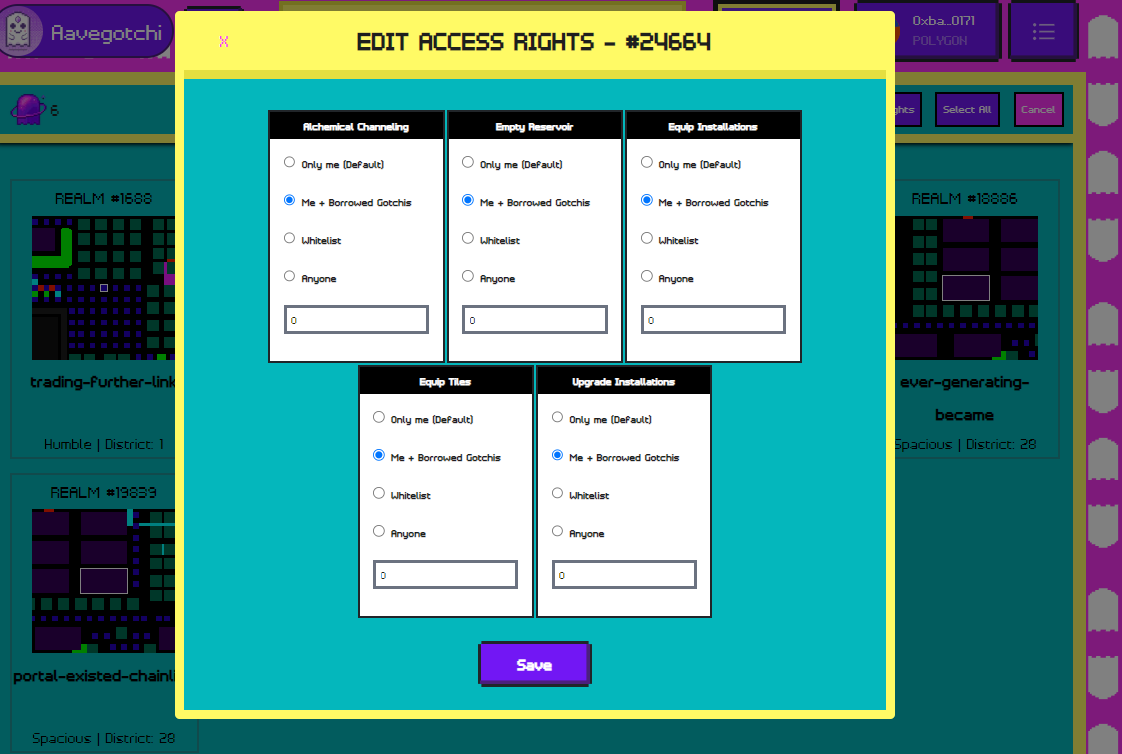 Aavegotchi
0xba...0171
POLYGON
X
EDIT ACCESS RIGHTS - #24664
6
Select All
Cancel
Alchemical Channeling
Only me (Default)
Me + Borrowed Gotchis
Whitelist
Anyone
0
Empty Reservoir
Only me (Default)
Me + Borrowed Gotchis
Whitelist
Anyone
0
Equip Installations
Only me (Default)
Me + Borrowed Gotchis
Whitelist
Anyone
0
Equip Tiles
Only me (Default)
Me + Borrowed Gotchis
Whitelist
Anyone
0
Upgrade Installations
Only me (Default)
Me + Borrowed Gotchis
Whitelist
Anyone
0
Save
REALM #1688
trading-further-link
Humble | District: 1
REALM #18886
ever-generating-
became
Spacious | District: 28
REALM #19839
portal-existed-chainli
Spacious | District: 28